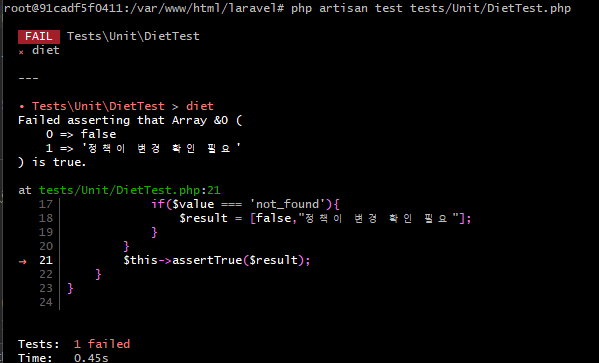 root@91cadf5f0411:/var/www/html/laravel# php artisan test tests/Unit/DietTest.php
FAIL Tests\Unit\DietTest
⨯ diet
---
• Tests\Unit\DietTest > diet
Failed asserting that Array &0 (
0 => false
1 => '정책이 변경 확인 필요'
) is true.
at tests/Unit/DietTest.php:21
17 if($value === 'not_found'){
18 $result = [false,"정책이 변경 확인 필요"];
19 }
20 }
→ 21 $this->assertTrue($result);
22 }
23 }
24
Tests: 1 failed
Time: 0.45s